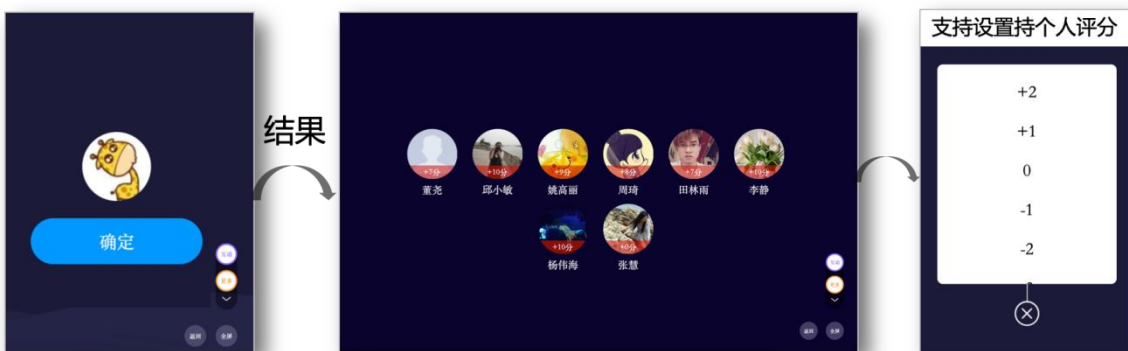 确定
返回
全屏
结果
+7分
+10分
+9分
+8分
+7分
+10分
董尧
邱小敏
姚高丽
周琦
田林雨
李静
+10分
+0分
杨伟海
张慧
返回
全屏
支持设置持个人评分
+2
+1
0
-1
-2